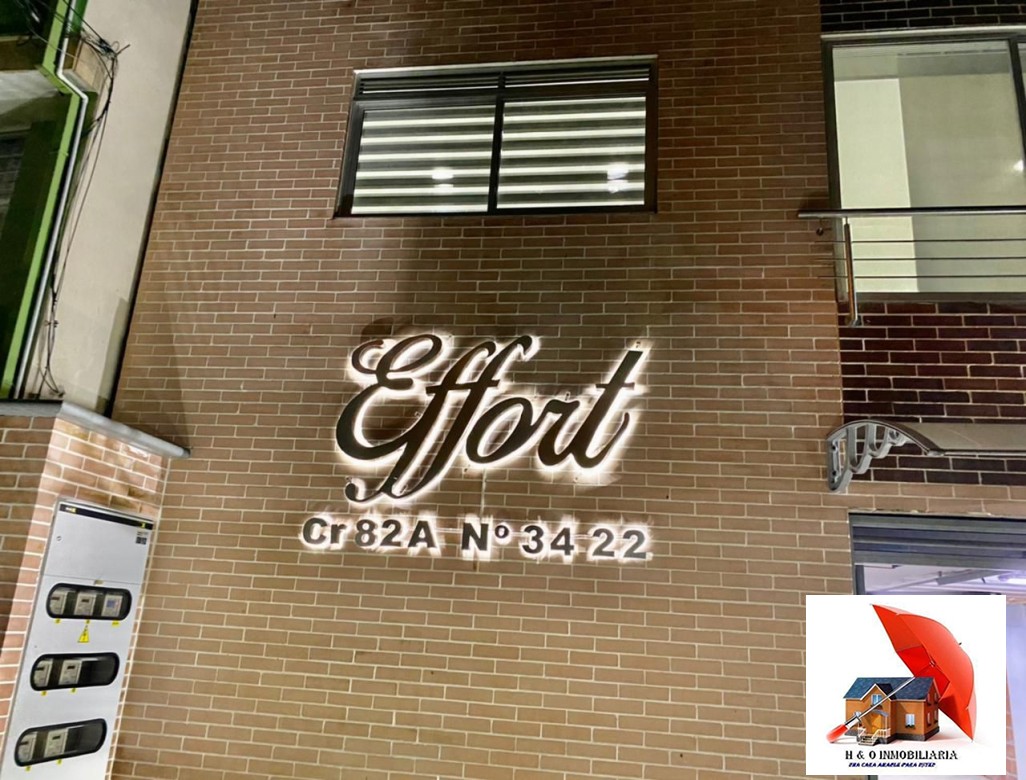 Effort
Cr 82A Nº 34 22
H & O INMOBILIARIA